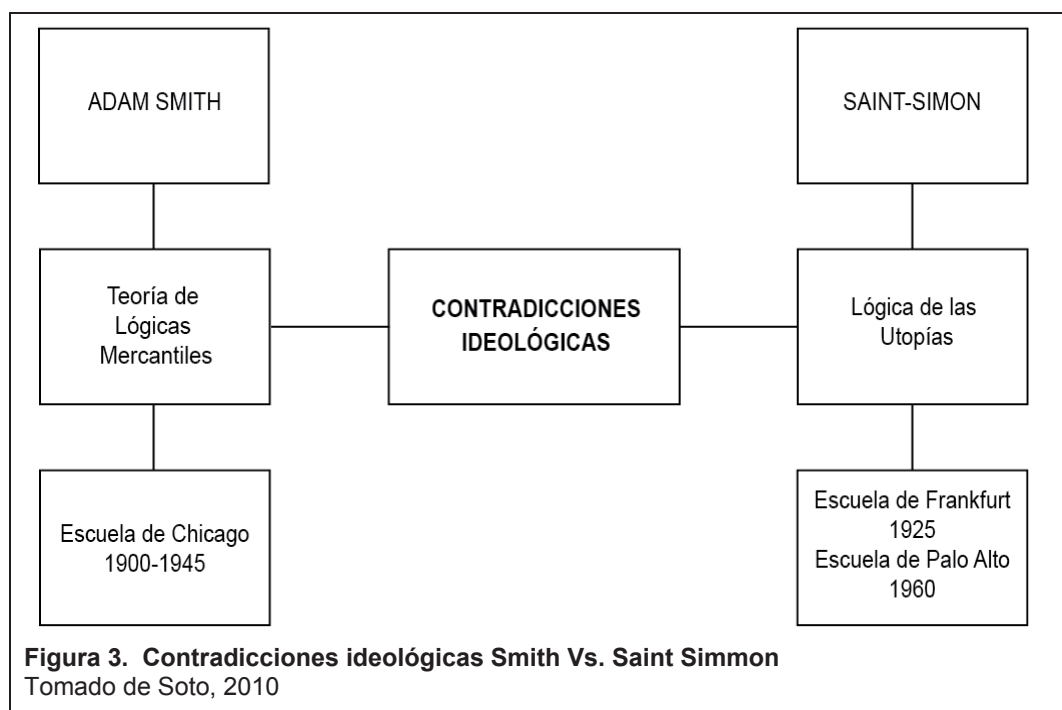 ADAM SMITH
SAINT-SIMON
Teoría de
Lógicas
Mercantiles
CONTRADICCIONES
IDEOLÓGICAS
Lógica de las
Utopías
Escuela de Chicago
1900-1945
Escuela de Frankfurt
1925
Escuela de Palo Alto
1960
Figura 3. Contradicciones ideológicas Smith Vs. Saint Simmon
Tomado de Soto, 2010